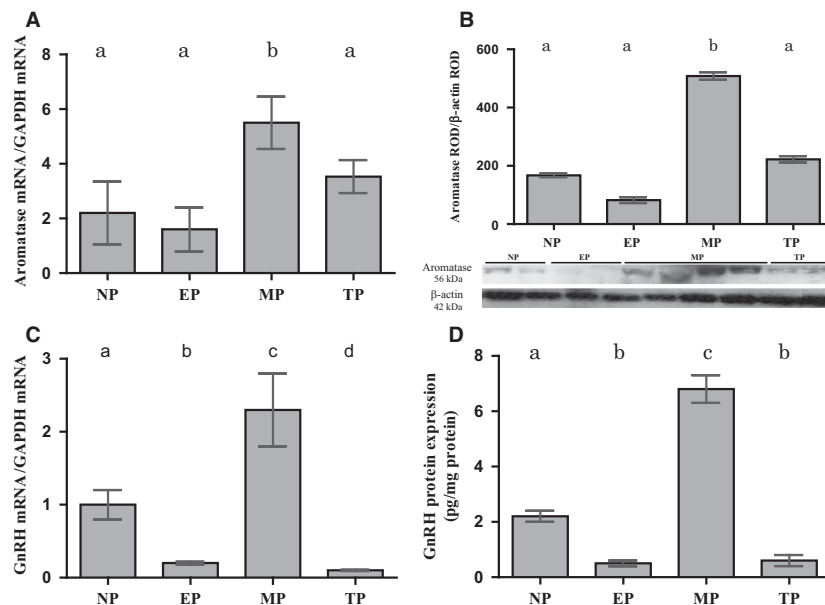 A
a a b a
Aromatase mRNA/GAPDH mRNA
8
6
4
2
0
NP EP MP TP
B
a a b a
Aromatase ROD/β-actin ROD
600
400
200
0
NP EP MP TP
NP EP MP TP
Aromatase
56 kDa
β-actin
42 kDa
C
a b c d
GnRH mRNA/GAPDH mRNA
3
2
1
0
NP EP MP TP
D
a b c b
GnRH protein expression
(pg/mg protein)
8
6
4
2
0
NP EP MP TP